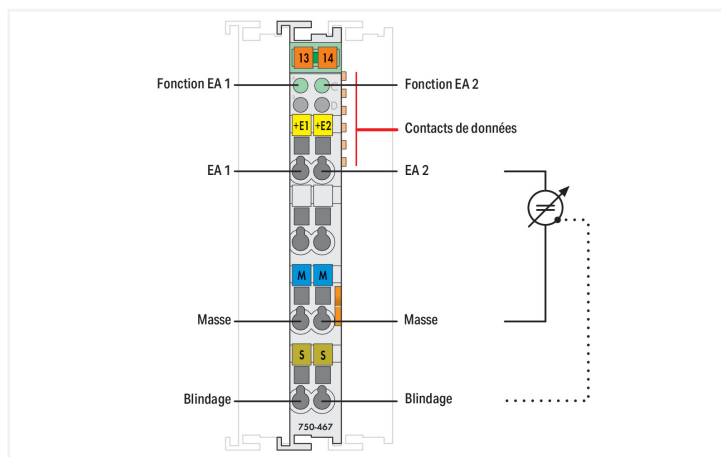 13 14
Fonction EA 1
C
Fonction EA 2
D
+E1 +E2
Contacts de données
EA 1
EA 2
M M
Masse
Masse
S S
Blindage
Blindage
750-467